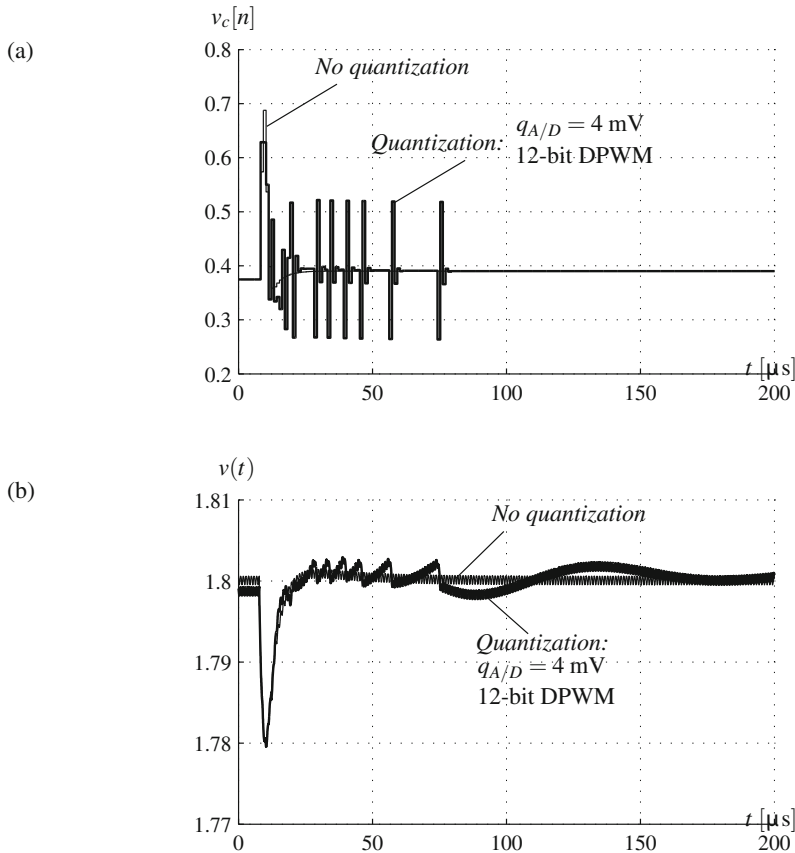 v_c[n]
(a)
0.8
0.7
0.6
0.5
0.4
0.3
0.2
No quantization
Quantization: q_{A/D} = 4 mV
12-bit DPWM
t [μs]
0 50 100 150 200
v(t)
(b)
1.81
1.8
1.79
1.78
1.77
No quantization
Quantization:
q_{A/D} = 4 mV
12-bit DPWM
t [μs]
0 50 100 150 200